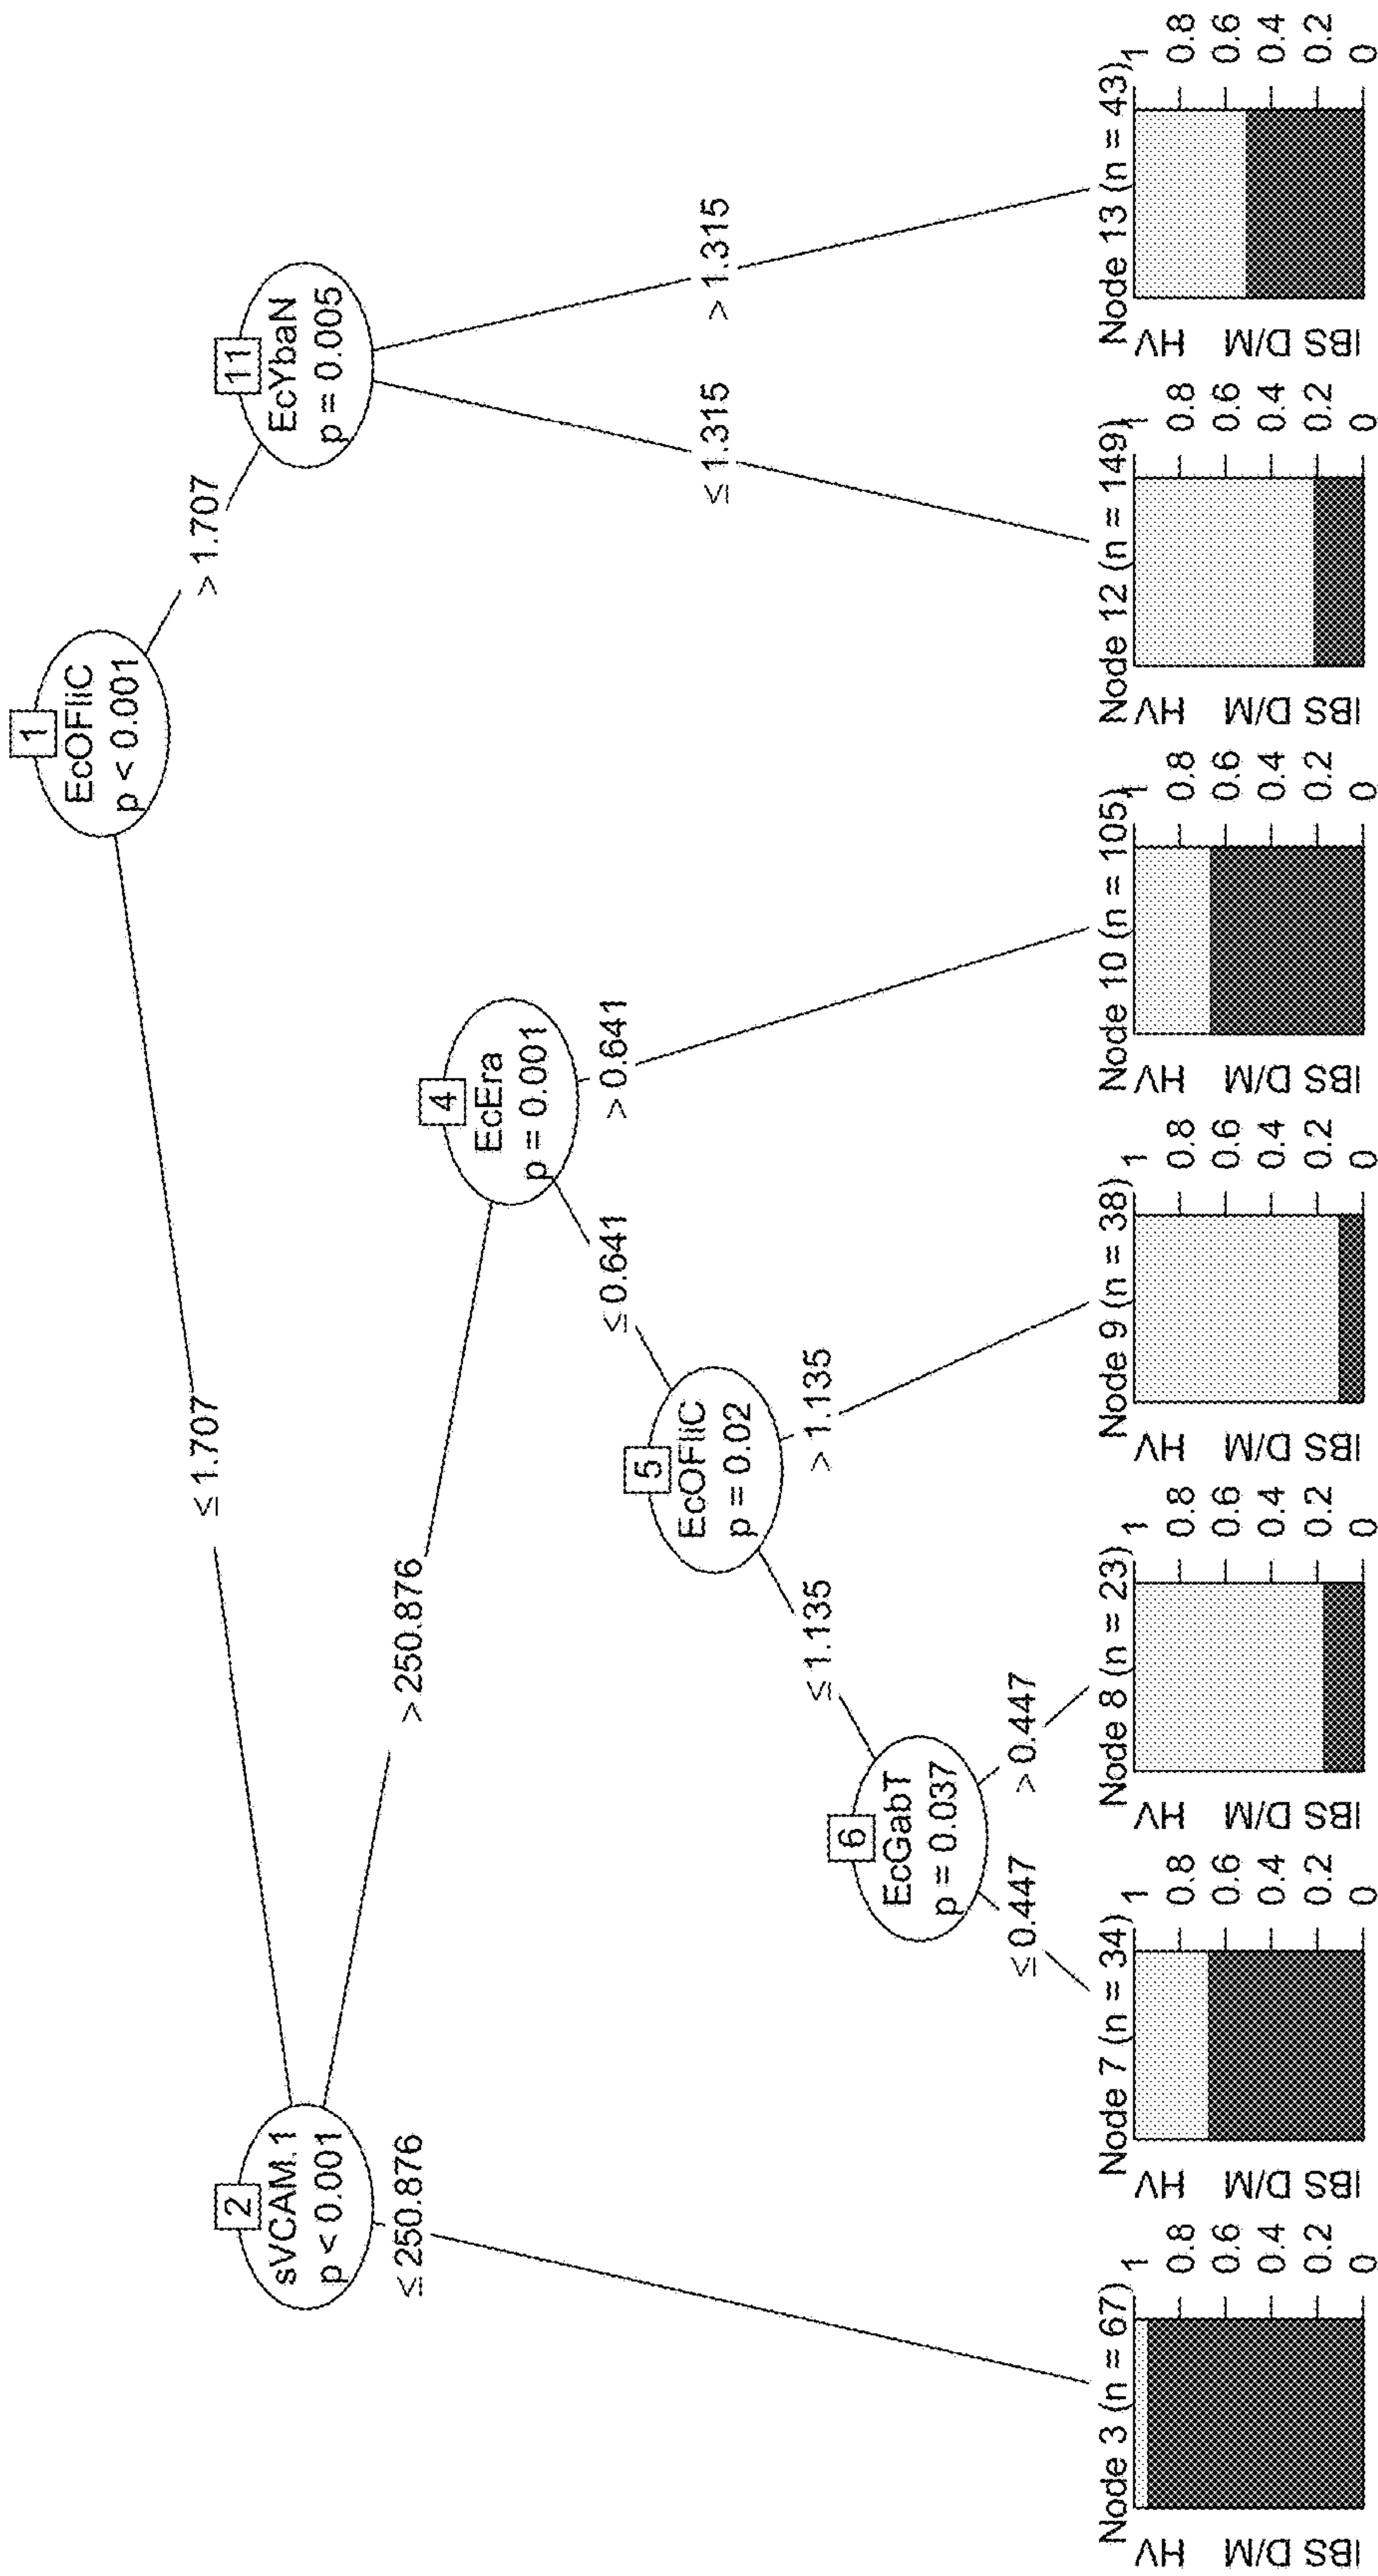 1
EcOFliC
p < 0.001
≤ 1.707
> 1.707
2
sVCAM.1
p < 0.001
11
EcYbaN
p = 0.005
≤ 250.876
> 250.876
4
EcEra
p = 0.001
≤ 0.641
> 0.641
5
EcOFliC
p = 0.02
≤ 1.315
> 1.315
≤ 1.135
> 1.135
6
EcGabT
p = 0.037
≤ 0.447
> 0.447
Node 3 (n = 67)
HV
IBS D/M
1
0.8
0.6
0.4
0.2
0
Node 7 (n = 34)
HV
IBS D/M
1
0.8
0.6
0.4
0.2
0
Node 8 (n = 23)
HV
IBS D/M
1
0.8
0.6
0.4
0.2
0
Node 9 (n = 38)
HV
IBS D/M
1
0.8
0.6
0.4
0.2
0
Node 10 (n = 105)
HV
IBS D/M
1
0.8
0.6
0.4
0.2
0
Node 12 (n = 149)
HV
IBS D/M
1
0.8
0.6
0.4
0.2
0
Node 13 (n = 43)
HV
IBS D/M
1
0.8
0.6
0.4
0.2
0